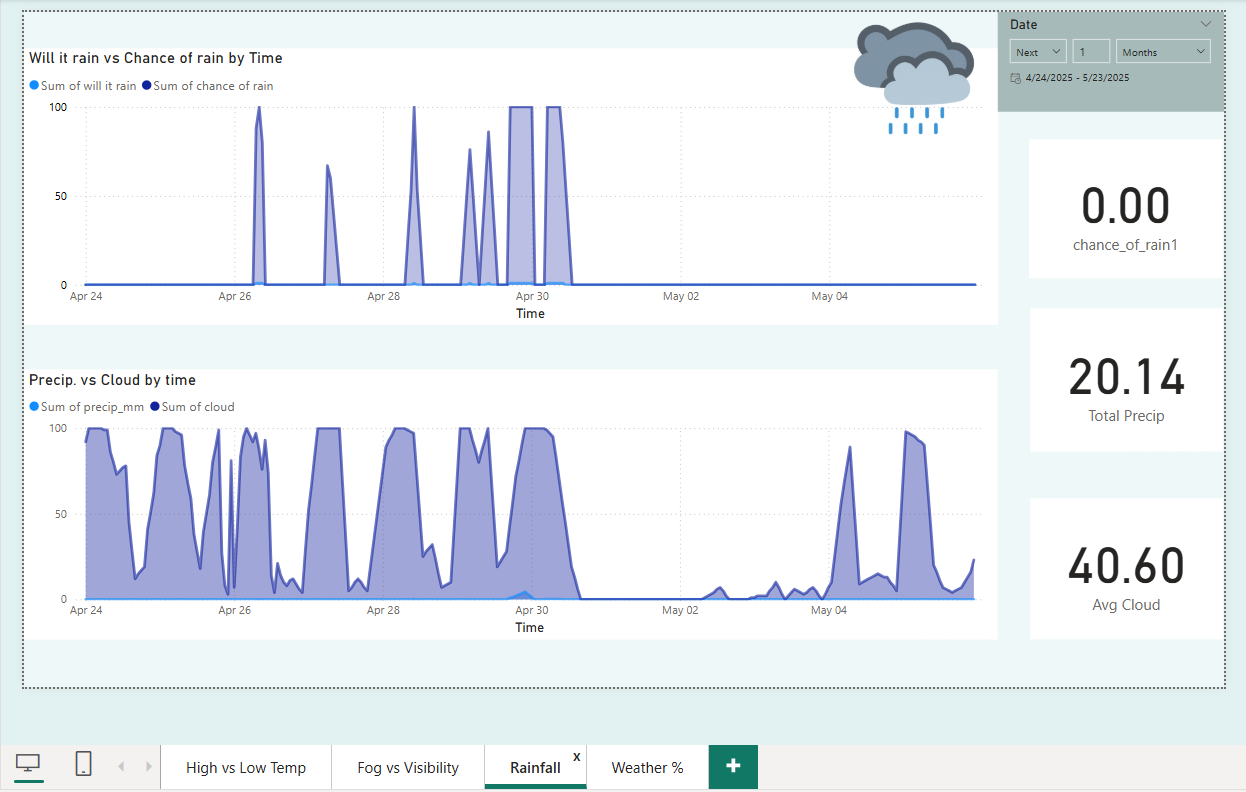 Will it rain vs Chance of rain by Time
Sum of will it rain Sum of chance of rain
100
50
0
Apr 24 Apr 26 Apr 28 Apr 30 May 02 May 04
Time
Date
Next 1 Months
4/24/2025 - 5/23/2025
0.00
chance_of_rain1
20.14
Total Precip
40.60
Avg Cloud
Precip. vs Cloud by time
Sum of precip_mm Sum of cloud
100
50
0
Apr 24 Apr 26 Apr 28 Apr 30 May 02 May 04
Time
High vs Low Temp Fog vs Visibility Rainfall x Weather % +